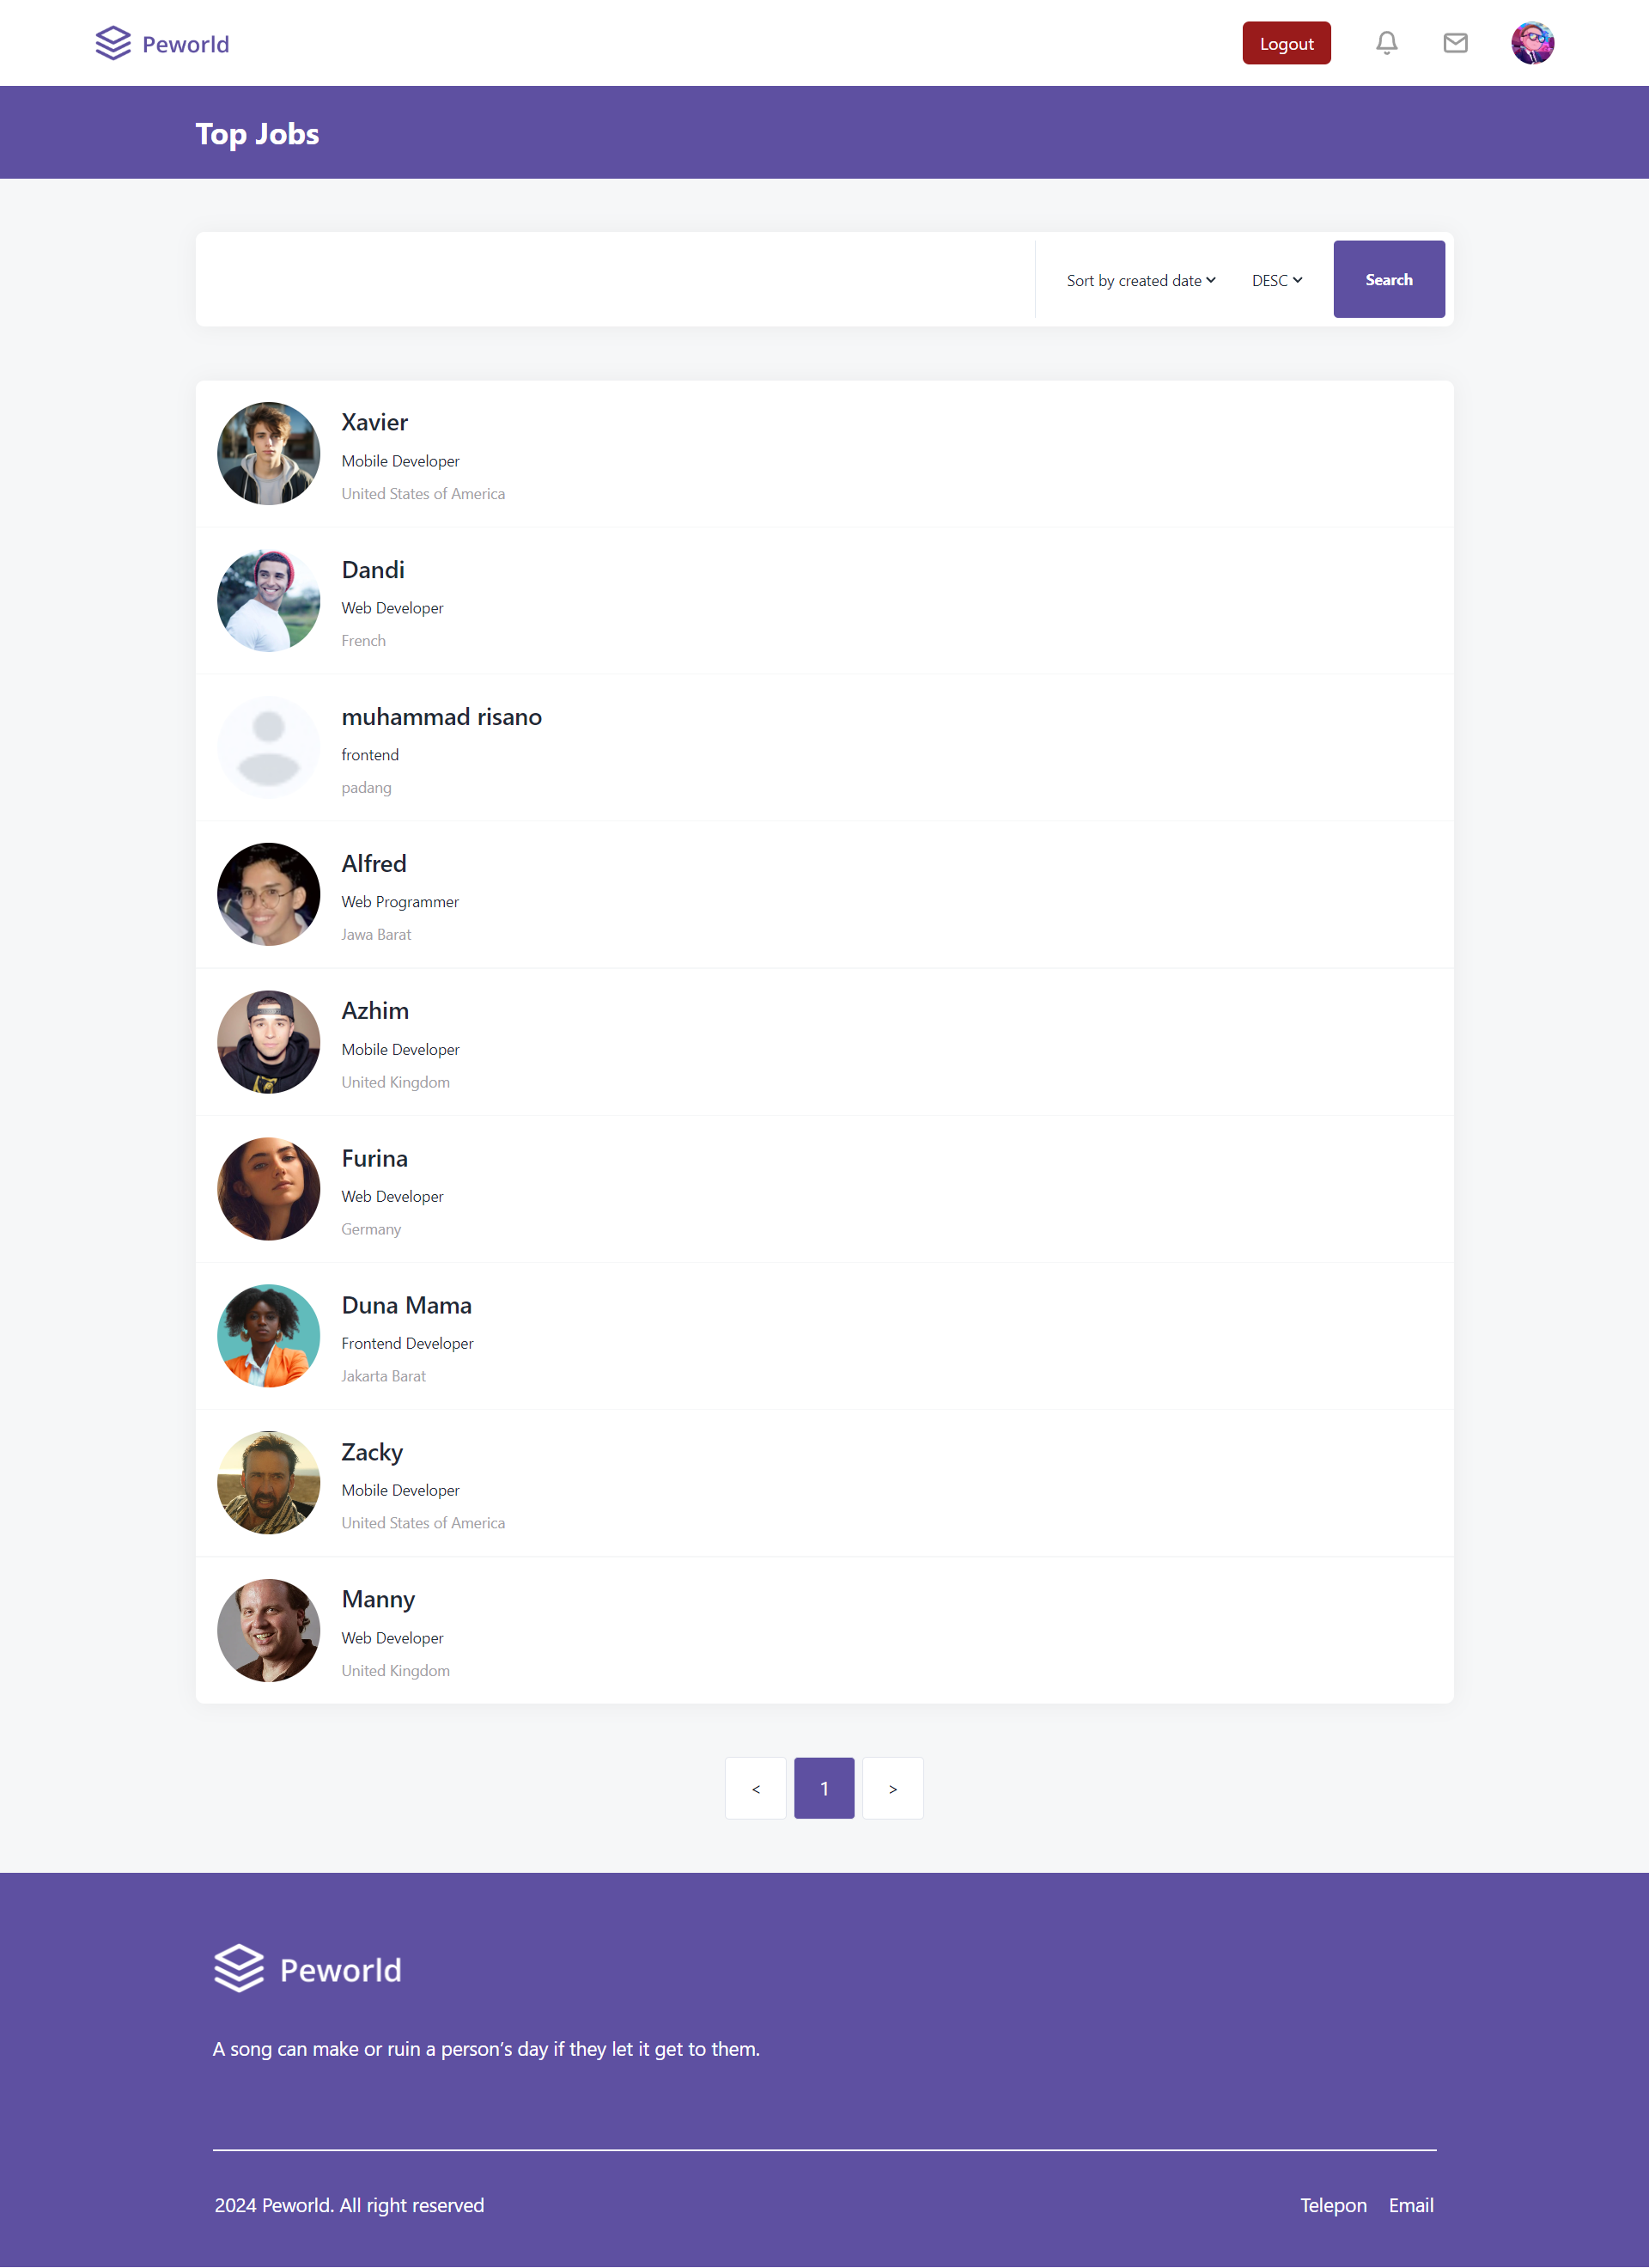 Peworld
Logout
Top Jobs
Sort by created date
DESC
Search
Xavier
Mobile Developer
United States of America
Dandi
Web Developer
French
muhammad risano
frontend
padang
Alfred
Web Programmer
Jawa Barat
Azhim
Mobile Developer
United Kingdom
Furina
Web Developer
Germany
Duna Mama
Frontend Developer
Jakarta Barat
Zacky
Mobile Developer
United States of America
Manny
Web Developer
United Kingdom
< 1 >
Peworld
A song can make or ruin a person’s day if they let it get to them.
2024 Peworld. All right reserved
Telepon Email